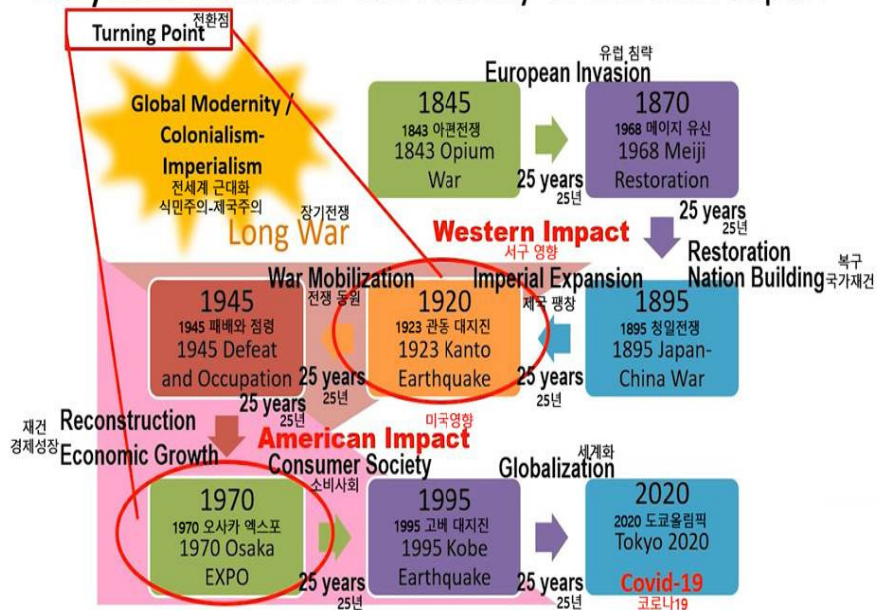 Turning Point
전환점
Global Modernity /
Colonialism-
Imperialism
전세계 근대화
식민주의-제국주의
장기전쟁
Long War
유럽 침략
European Invasion
1845
1843 아편전쟁
1843 Opium
War
25 years
25년
1870
1968 메이지 유신
1968 Meiji
Restoration
25 years
25년
Western Impact
서구 영향
Restoration
Nation Building
복구
국가재건
War Mobilization
전쟁 동원
Imperial Expansion
제국 팽창
1945
1945 패배와 점령
1945 Defeat
and Occupation
25 years
25년
1920
1923 관동 대지진
1923 Kanto
Earthquake
25 years
25년
1895
1895 청일전쟁
1895 Japan-
China War
25 years
25년
재건
경제성장
Reconstruction
Economic Growth
미국영향
American Impact
Consumer Society
소비사회
세계화
Globalization
1970
1970 오사카 엑스포
1970 Osaka
EXPO
25 years
25년
1995
1995 고베 대지진
1995 Kobe
Earthquake
25 years
25년
2020
2020 도쿄올림픽
Tokyo 2020
Covid-19
코로나19